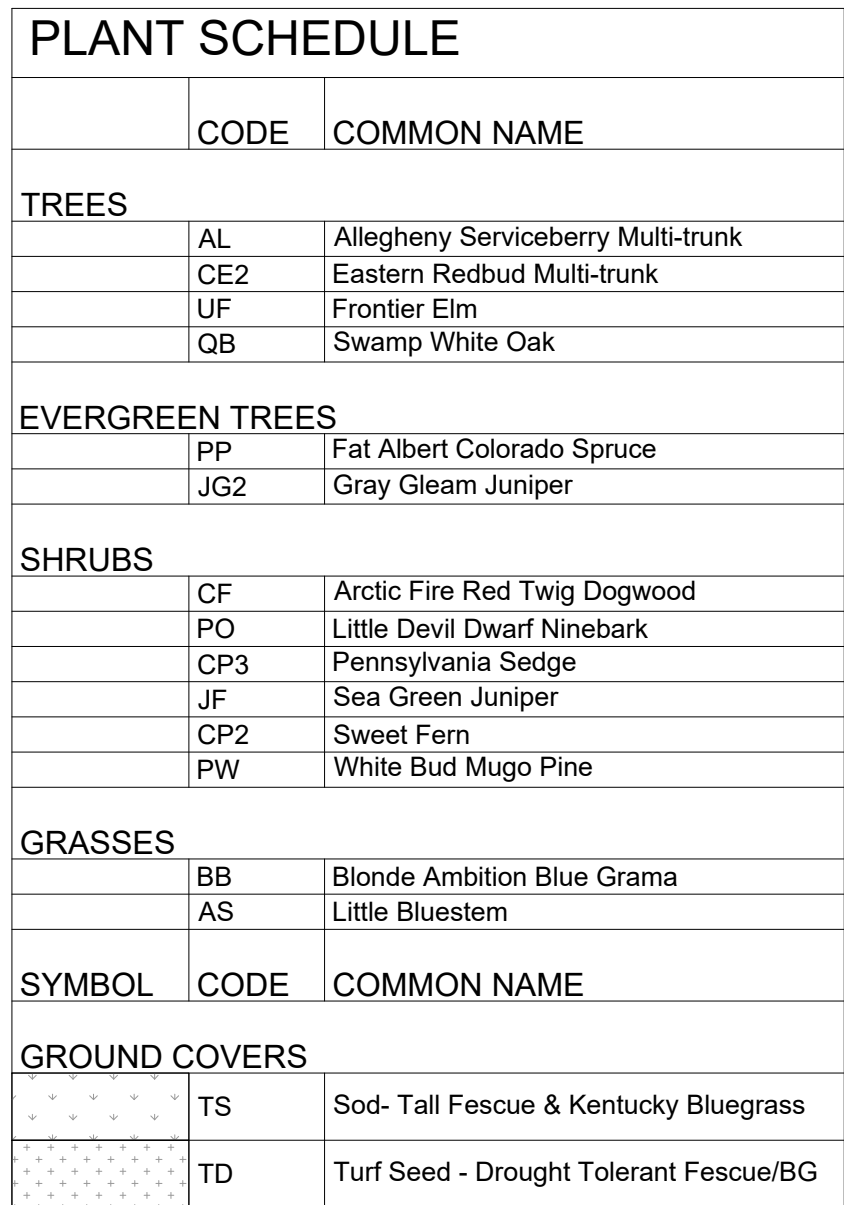 PLANT SCHEDULE
CODE COMMON NAME
TREES
AL Allegheny Serviceberry Multi-trunk
CE2 Eastern Redbud Multi-trunk
UF Frontier Elm
QB Swamp White Oak
EVERGREEN TREES
PP Fat Albert Colorado Spruce
JG2 Gray Gleam Juniper
SHRUBS
CF Arctic Fire Red Twig Dogwood
PO Little Devil Dwarf Ninebark
CP3 Pennsylvania Sedge
JF Sea Green Juniper
CP2 Sweet Fern
PW White Bud Mugo Pine
GRASSES
BB Blonde Ambition Blue Grama
AS Little Bluestem
SYMBOL CODE COMMON NAME
GROUND COVERS
TS Sod- Tall Fescue & Kentucky Bluegrass
TD Turf Seed - Drought Tolerant Fescue/BG